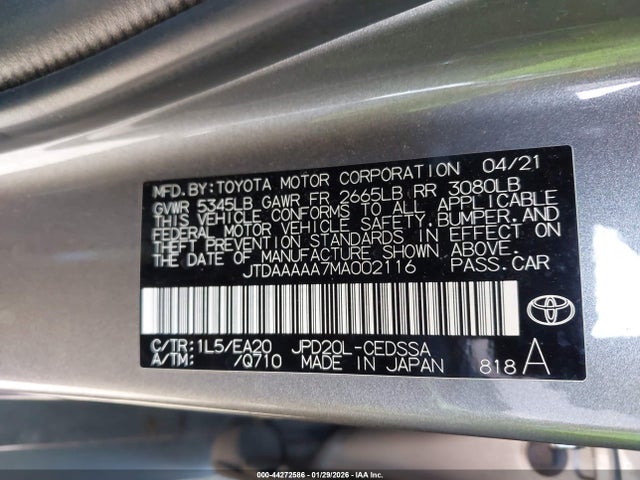 MFD. BY: TOYOTA MOTOR CORPORATION 04/21
GVWR 5345LB GAWR FR 2665LB RR 3080LB
THIS VEHICLE CONFORMS TO ALL APPLICABLE
FEDERAL MOTOR VEHICLE SAFETY, BUMPER, AND
THEFT PREVENTION STANDARDS IN EFFECT ON
THE DATE OF MANUFACTURE SHOWN ABOVE.
JTDAAAAA7MA002116 PASS. CAR
C/TR: 1L5/EA20 JPD20L-CEDSSA
A/TM: /Q710 MADE IN JAPAN 818 A
000-44272586 - 01/29/2026 - IAA Inc.